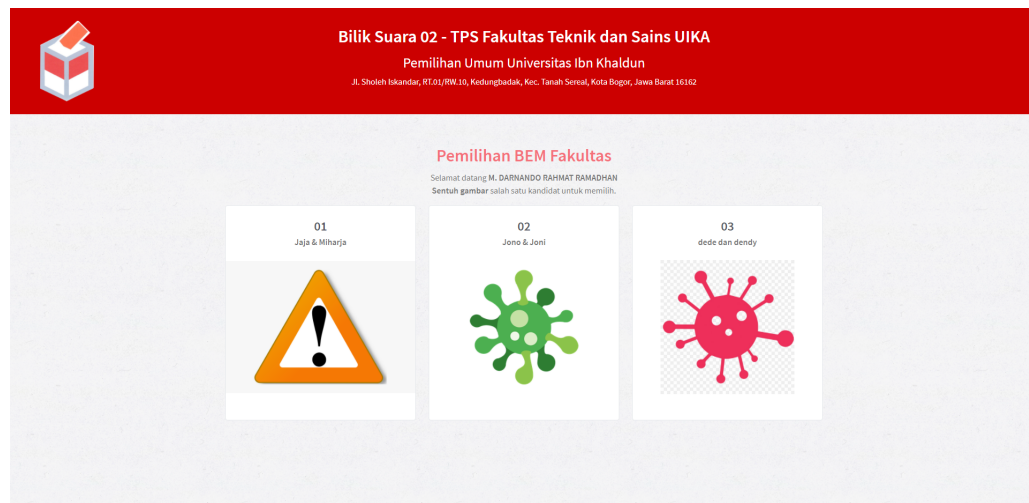 Bilik Suara 02 - TPS Fakultas Teknik dan Sains UIKA
Pemilihan Umum Universitas Ibn Khaldun
Jl. Sholeh Iskandar, RT.01/RW.10, Kedungbadak, Kec. Tanah Sereal, Kota Bogor, Jawa Barat 16162
Pemilihan BEM Fakultas
Selamat datang M. DARNANDO RAHMAT RAMADHAN
Sentuh gambar salah satu kandidat untuk memilih.
01
Jaja & Miharja
02
Jono & Joni
03
dede dan dendy